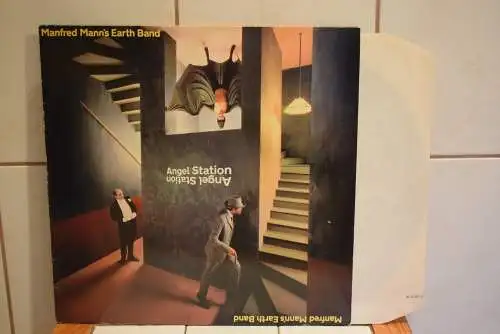 Manfred Mann's Earth Band
Angel Station
Angel Station
Manfred Mann's Earth Band